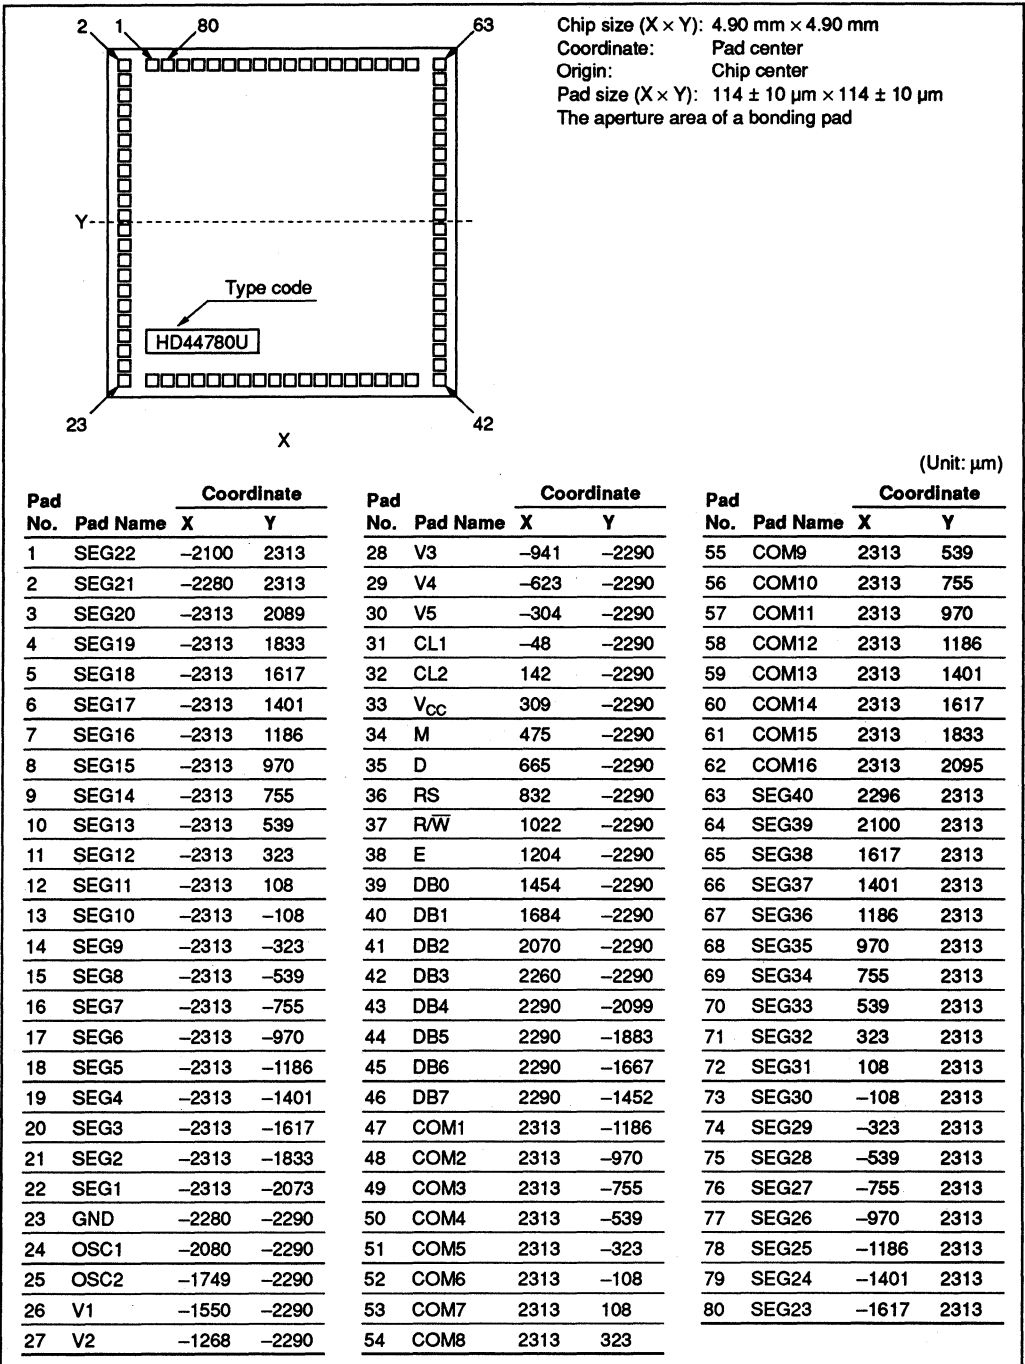 2 1 80 63
Chip size (X × Y): 4.90 mm × 4.90 mm
Coordinate: Pad center
Origin: Chip center
Pad size (X × Y): 114 ± 10 µm × 114 ± 10 µm
The aperture area of a bonding pad
Y
Type code
HD44780U
23 42
X
(Unit: µm)
Pad No. Pad Name Coordinate X Y Pad No. Pad Name Coordinate X Y Pad No. Pad Name Coordinate X Y
1 SEG22 –2100 2313 28 V3 –941 –2290 55 COM9 2313 539
2 SEG21 –2280 2313 29 V4 –623 –2290 56 COM10 2313 755
3 SEG20 –2313 2089 30 V5 –304 –2290 57 COM11 2313 970
4 SEG19 –2313 1833 31 CL1 –48 –2290 58 COM12 2313 1186
5 SEG18 –2313 1617 32 CL2 142 –2290 59 COM13 2313 1401
6 SEG17 –2313 1401 33 VCC 309 –2290 60 COM14 2313 1617
7 SEG16 –2313 1186 34 M 475 –2290 61 COM15 2313 1833
8 SEG15 –2313 970 35 D 665 –2290 62 COM16 2313 2095
9 SEG14 –2313 755 36 RS 832 –2290 63 SEG40 2296 2313
10 SEG13 –2313 539 37 R/W̅ 1022 –2290 64 SEG39 2100 2313
11 SEG12 –2313 323 38 E 1204 –2290 65 SEG38 1617 2313
12 SEG11 –2313 108 39 DB0 1454 –2290 66 SEG37 1401 2313
13 SEG10 –2313 –108 40 DB1 1684 –2290 67 SEG36 1186 2313
14 SEG9 –2313 –323 41 DB2 2070 –2290 68 SEG35 970 2313
15 SEG8 –2313 –539 42 DB3 2260 –2290 69 SEG34 755 2313
16 SEG7 –2313 –755 43 DB4 2290 –2099 70 SEG33 539 2313
17 SEG6 –2313 –970 44 DB5 2290 –1883 71 SEG32 323 2313
18 SEG5 –2313 –1186 45 DB6 2290 –1667 72 SEG31 108 2313
19 SEG4 –2313 –1401 46 DB7 2290 –1452 73 SEG30 –108 2313
20 SEG3 –2313 –1617 47 COM1 2313 –1186 74 SEG29 –323 2313
21 SEG2 –2313 –1833 48 COM2 2313 –970 75 SEG28 –539 2313
22 SEG1 –2313 –2073 49 COM3 2313 –755 76 SEG27 –755 2313
23 GND –2280 –2290 50 COM4 2313 –539 77 SEG26 –970 2313
24 OSC1 –2080 –2290 51 COM5 2313 –323 78 SEG25 –1186 2313
25 OSC2 –1749 –2290 52 COM6 2313 –108 79 SEG24 –1401 2313
26 V1 –1550 –2290 53 COM7 2313 108 80 SEG23 –1617 2313
27 V2 –1268 –2290 54 COM8 2313 323